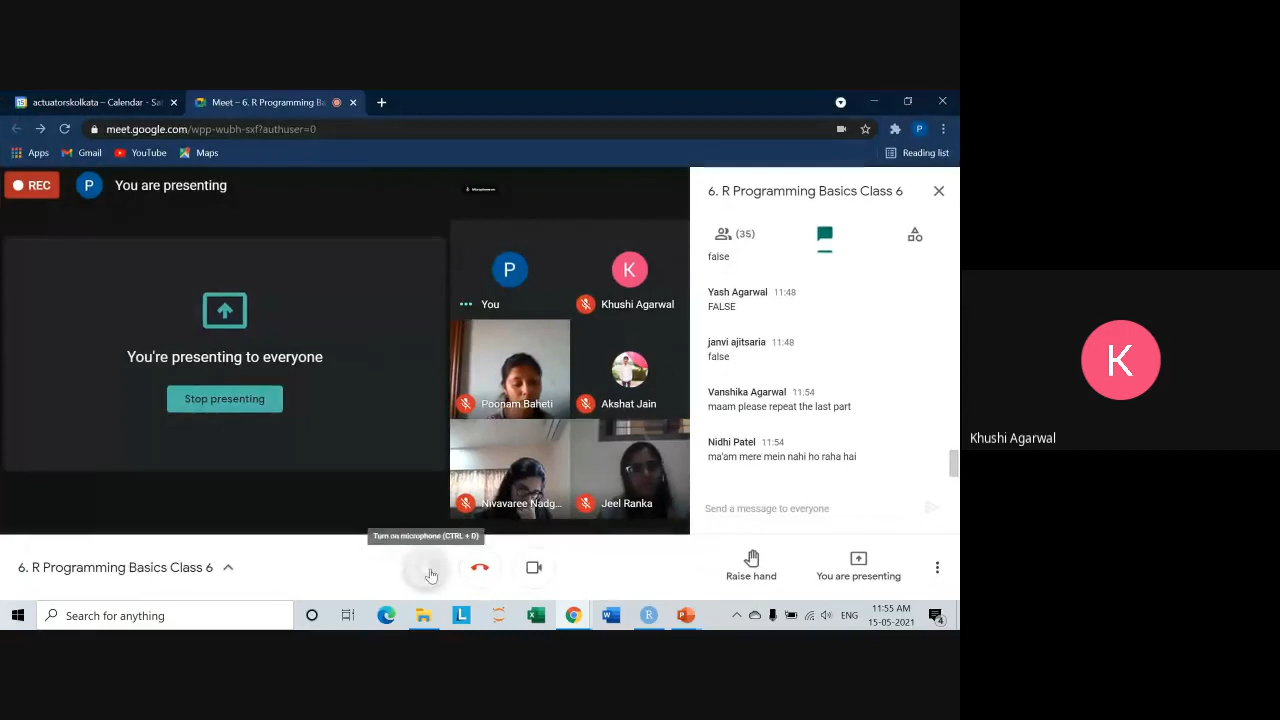 actuatorskolkata – Calendar - Sat
Meet – 6. R Programming Ba
meet.google.com/wpp-wubh-sxf?authuser=0
Apps
Gmail
YouTube
Maps
Reading list
REC
P
You are presenting
6. R Programming Basics Class 6
(35)
false
P
K
You
Khushi Agarwal
Yash Agarwal 11:48
FALSE
janvi ajitsaria 11:48
false
You're presenting to everyone
Stop presenting
Poonam Baheti
Akshat Jain
Vanshika Agarwal 11:54
maam please repeat the last part
Nidhi Patel 11:54
ma'am mere mein nahi ho raha hai
Nivavaree Nadg...
Jeel Ranka
Send a message to everyone
Turn on microphone (CTRL + D)
6. R Programming Basics Class 6
Raise hand
You are presenting
Search for anything
ENG
11:55 AM
15-05-2021
K
Khushi Agarwal